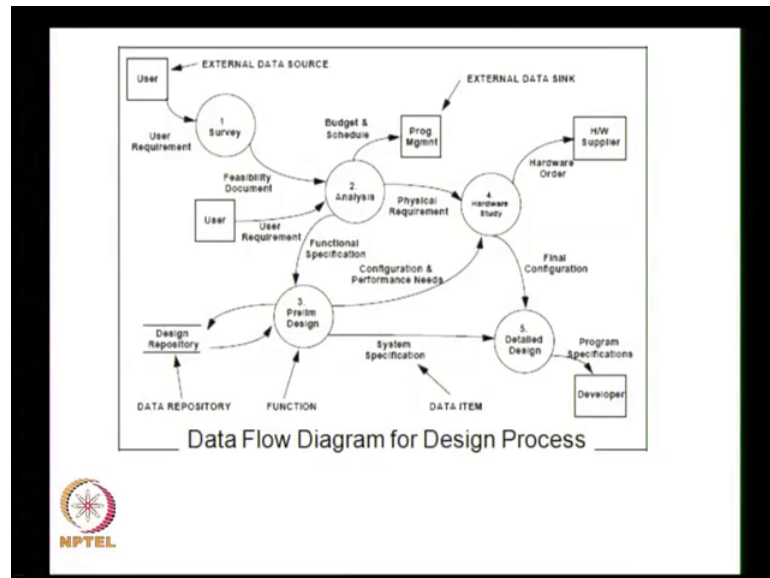 EXTERNAL DATA SOURCE
User
EXTERNAL DATA SINK
1
Survey
Budget &
Schedule
Prog
Mgmnt
H/W
Supplier
User
Requirement
Hardware
Order
Feasibility
Document
2.
Analysis
Physical
Requirement
4.
Hardware
Study
User
User
Requirement
Functional
Specification
Configuration &
Performance Needs
Final
Configuration
3.
Prelim
Design
Design
Repository
System
Specification
5.
Detailed
Design
Program
Specifications
Developer
DATA REPOSITORY
FUNCTION
DATA ITEM
Data Flow Diagram for Design Process
NPTEL